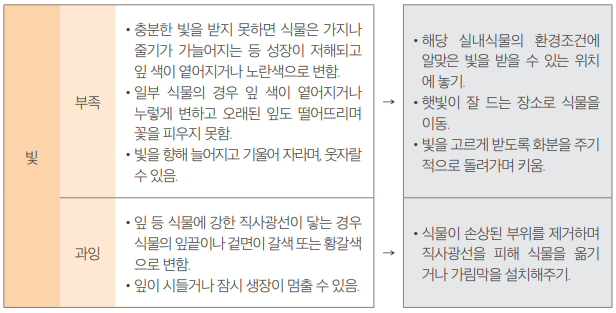 빛
부족
• 충분한 빛을 받지 못하면 식물은 가지나
줄기가 가늘어지는 등 성장이 저해되고
잎 색이 옅어지거나 노란색으로 변함.
• 일부 식물의 경우 잎 색이 옅어지거나
누렇게 변하고 오래된 잎도 떨어뜨리며
꽃을 피우지 못함.
• 빛을 향해 늘어지고 기울어 자라며, 웃자랄
수 있음.
→
• 해당 실내식물의 환경조건에
알맞은 빛을 받을 수 있는 위치
에 놓기.
• 햇빛이 잘 드는 장소로 식물을
이동.
• 빛을 고르게 받도록 화분을 주기
적으로 돌려가며 키움.
과잉
• 잎 등 식물에 강한 직사광선이 닿는 경우
식물의 잎끝이나 겉면이 갈색 또는 황갈색
으로 변함.
• 잎이 시들거나 잠시 생장이 멈출 수 있음.
→
• 식물이 손상된 부위를 제거하며
직사광선을 피해 식물을 옮기
거나 가림막을 설치해주기.